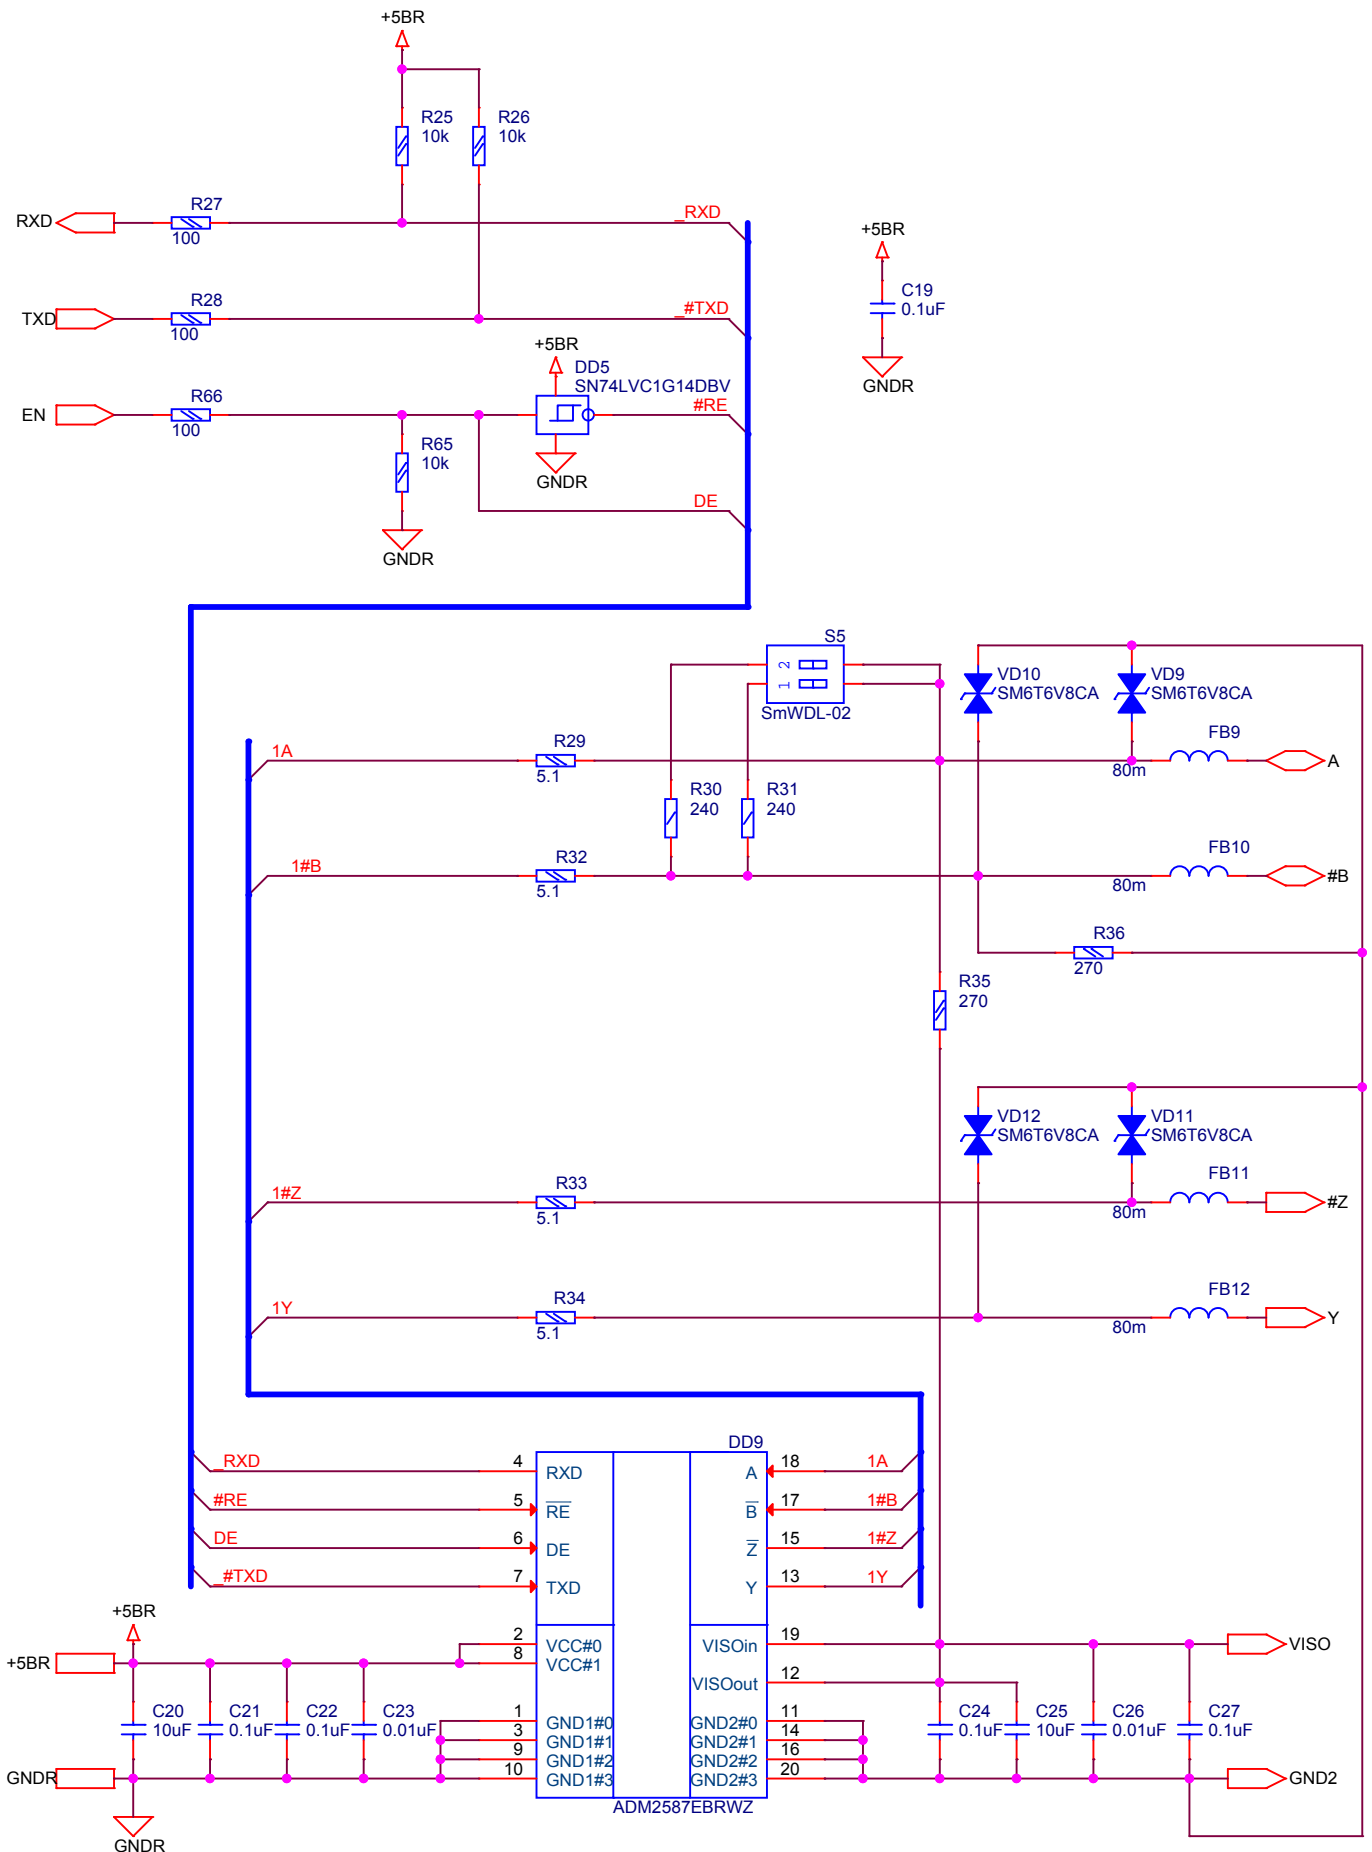 +5BR
R25
10k
R26
10k
RXD
R27
100
_RXD
TXD
R28
100
_#TXD
+5BR
C19
0.1uF
GNDR
+5BR
DD5
SN74LVC1G14DBV
EN
R66
100
#RE
R65
10k
GNDR
DE
GNDR
S5
2
1
SmWDL-02
VD10
SM6T6V8CA
VD9
SM6T6V8CA
1A
R29
5.1
FB9
80m
A
R30
240
R31
240
1#B
R32
5.1
FB10
80m
#B
R36
270
R35
270
VD12
SM6T6V8CA
VD11
SM6T6V8CA
1#Z
R33
5.1
FB11
80m
#Z
1Y
R34
5.1
FB12
80m
Y
DD9
_RXD 4 RXD A 18 1A
#RE 5 RE B 17 1#B
DE 6 DE Z 15 1#Z
_#TXD 7 TXD Y 13 1Y
+5BR
+5BR
2 VCC#0 VISOin 19 VISO
8 VCC#1
VISOout 12
C20
10uF
C21
0.1uF
C22
0.1uF
C23
0.01uF
1 GND1#0 GND2#0 11
3 GND1#1 GND2#1 14
9 GND1#2 GND2#2 16
10 GND1#3 GND2#3 20
C24
0.1uF
C25
10uF
C26
0.01uF
C27
0.1uF
GNDR
GND2
ADM2587EBRWZ
GNDR